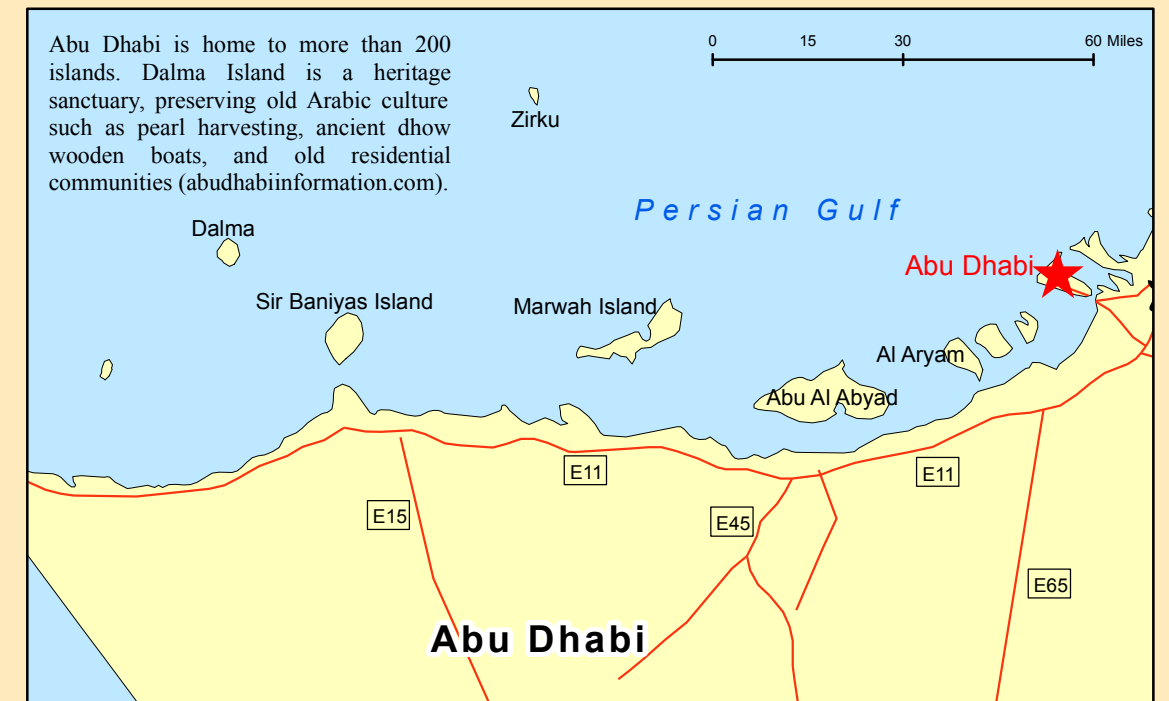 Abu Dhabi is home to more than 200
islands. Dalma Island is a heritage
sanctuary, preserving old Arabic culture
such as pearl harvesting, ancient dhow
wooden boats, and old residential
communities (abudhabiinformation.com).
0 15 30 60 Miles
Zirku
Persian Gulf
Dalma
Abu Dhabi
Sir Baniyas Island
Marwah Island
Al Aryam
Abu Al Abyad
E11
E11
E15
E45
E65
Abu Dhabi